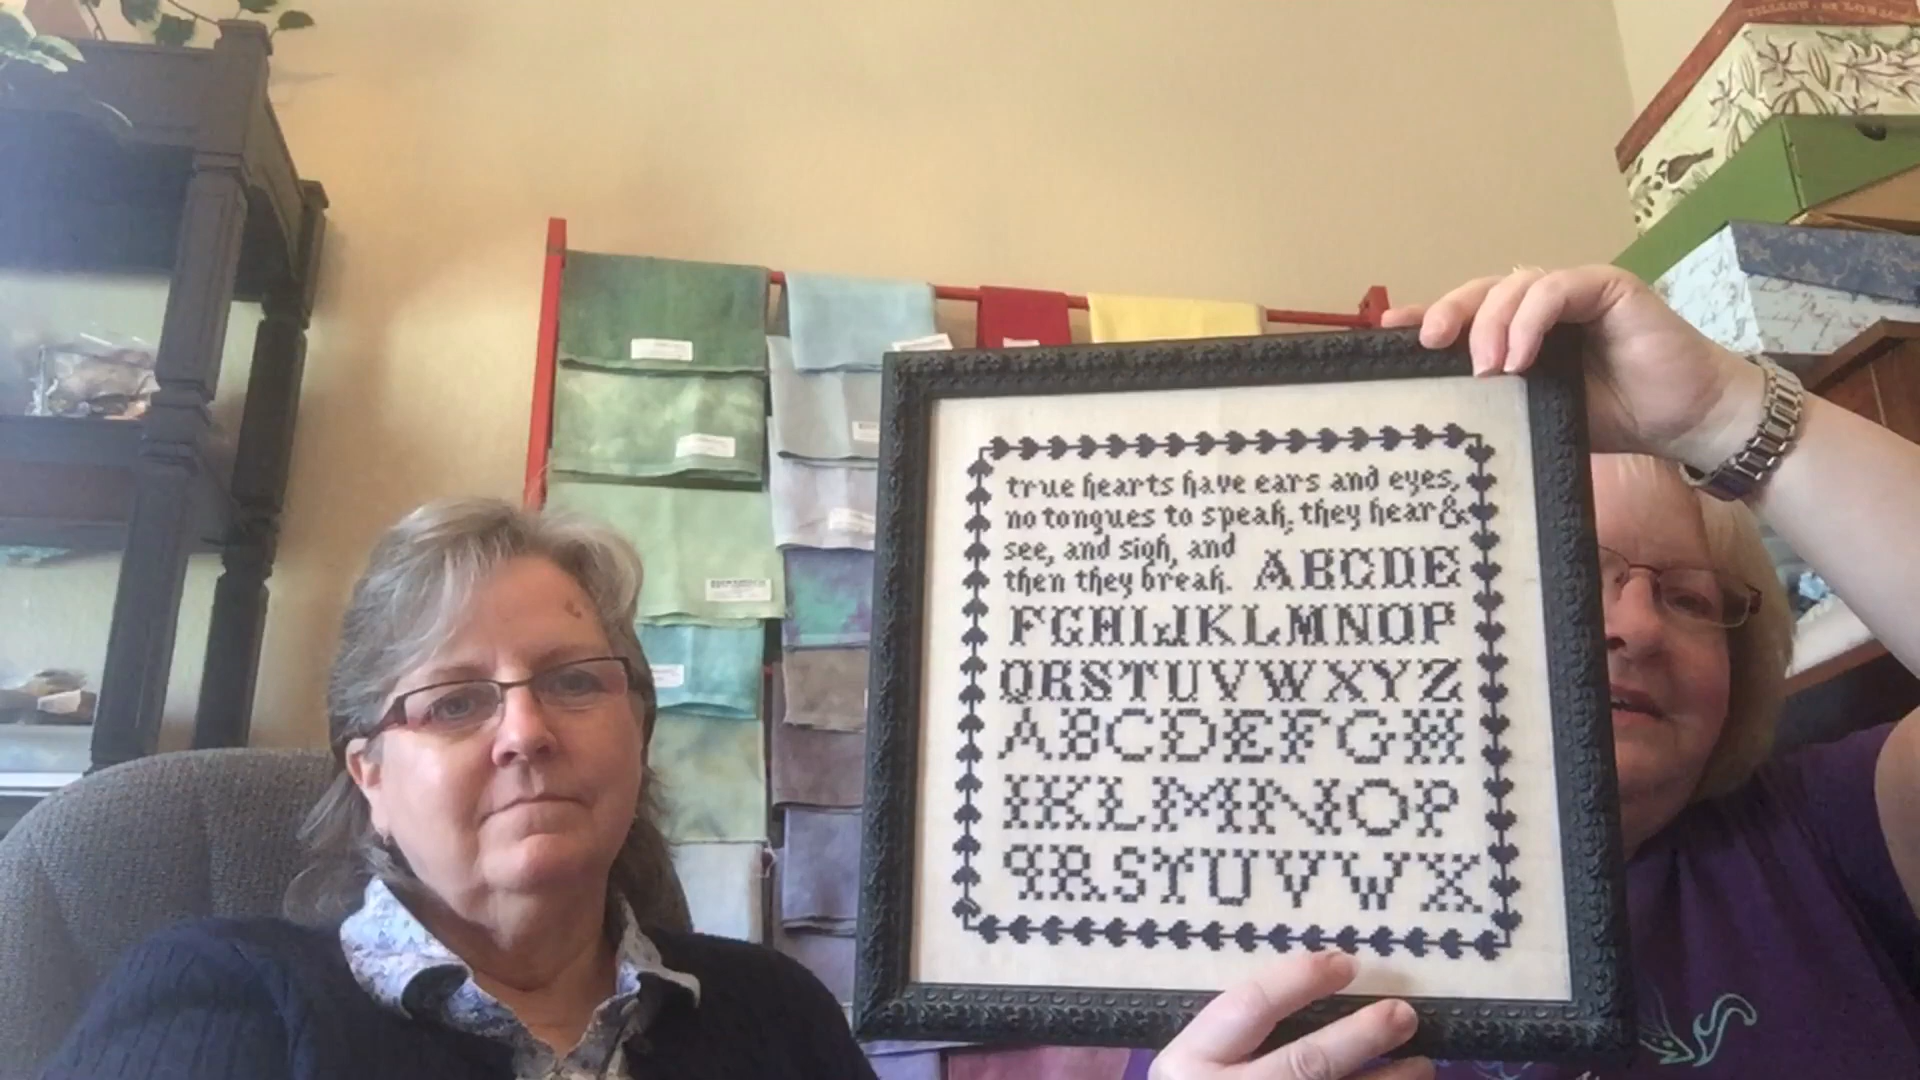 true hearts have ears and eyes,
no tongues to speak; they hear &
see, and sigh, and
then they break. ABCDE
FGHIJKLMNOP
QRSTUVWXYZ
ABCDEFGH
IKLMNOP
QRSTUVWX